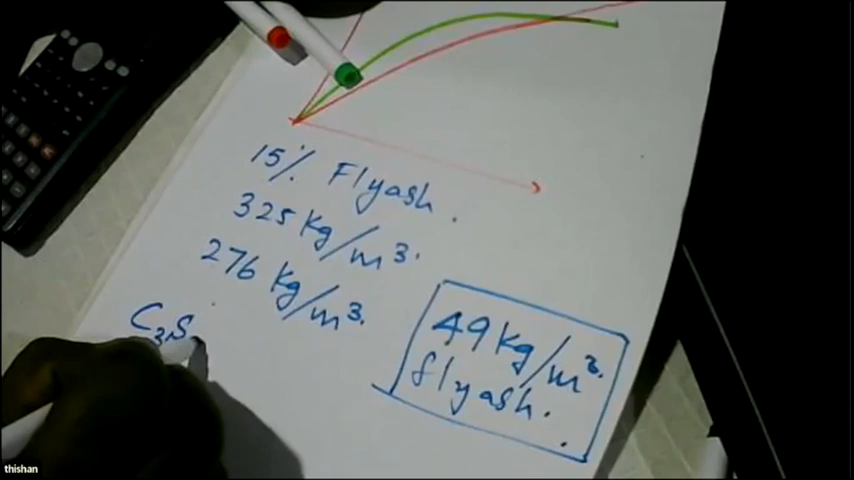 15% Flyash.
325 Kg/m3.
276 Kg/m3.
C3S
49 Kg/m3.
flyash.
thishan